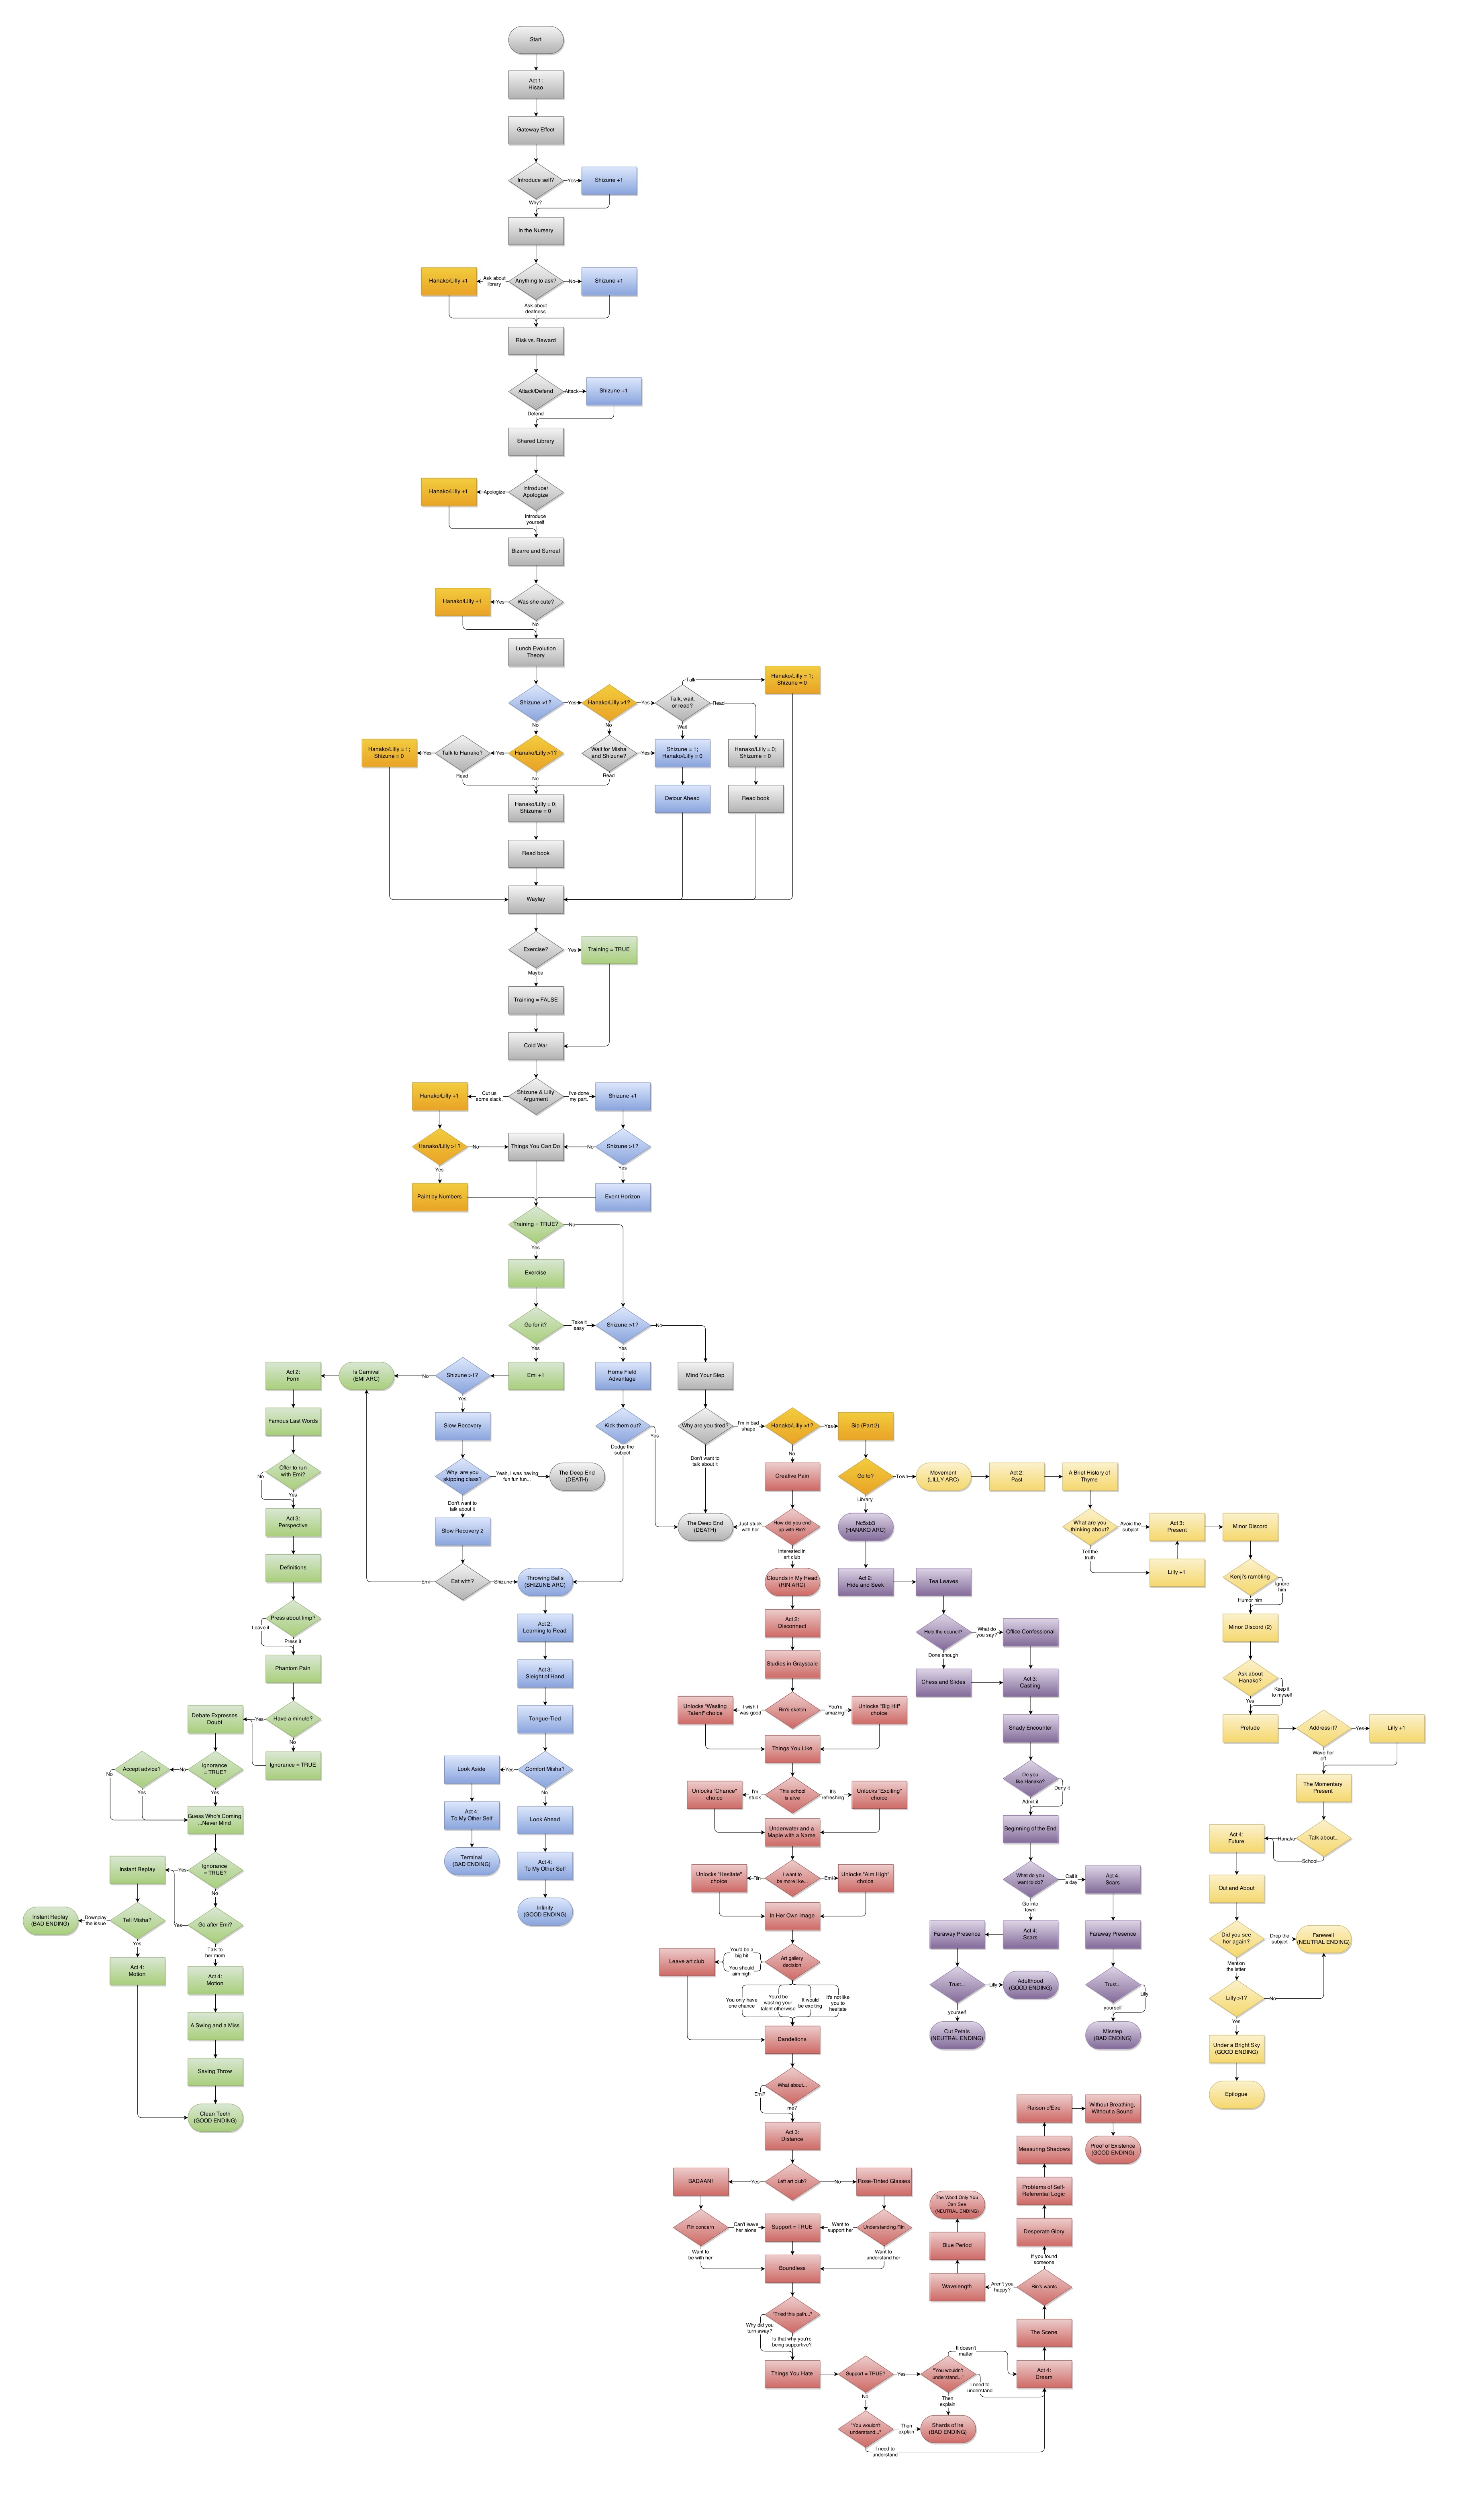 Start
Act 1:
Hisao
Gateway Effect
Introduce self?
Yes
Shizune +1
Why?
In the Nursery
Hanako/Lilly +1
Ask about
library
Anything to ask?
No
Shizune +1
Ask about
deafness
Risk vs. Reward
Attack/Defend
Attack
Shizune +1
Defend
Shared Library
Hanako/Lilly +1
Apologize
Introduce/
Apologize
Introduce
yourself
Bizarre and Surreal
Hanako/Lilly +1
Yes
Was she cute?
No
Lunch Evolution
Theory
Shizune >1?
Yes
Hanako/Lilly >1?
Yes
Talk, wait,
or read?
Talk
Hanako/Lilly = 1;
Shizune = 0
Read
No
No
Wait
Hanako/Lilly = 1;
Shizune = 0
Yes
Talk to Hanako?
Yes
Hanako/Lilly >1?
Wait for Misha
and Shizune?
Yes
Shizune = 1;
Hanako/Lilly = 0
Hanako/Lilly = 0;
Shizume = 0
Read
No
Read
Hanako/Lilly = 0;
Shizune = 0
Detour Ahead
Read book
Read book
Waylay
Exercise?
Yes
Training = TRUE
Maybe
Training = FALSE
Cold War
Hanako/Lilly +1
Cut us
some slack.
Shizune & Lilly
Argument
I've done
my part.
Shizune +1
Hanako/Lilly >1?
No
Things You Can Do
No
Shizune >1?
Yes
Yes
Paint by Numbers
Event Horizon
Training = TRUE?
No
Yes
Exercise
Go for it?
Take it
easy
Shizune >1?
No
Yes
Yes
Act 2:
Form
Is Carnival
(EMI ARC)
No
Shizune >1?
Emi +1
Home Field
Advantage
Mind Your Step
Yes
Famous Last Words
Slow Recovery
Kick them out?
Yes
Dodge the
subject
Why are you tired?
I'm in bad
shape
Hanako/Lilly >1?
Yes
Sip (Part 2)
Don't want to
talk about it
No
Offer to run
with Emi?
No
Yes
Why are you
skipping class?
Yeah, I was having
fun fun fun...
The Deep End
(DEATH)
Don't want to
talk about it
Creative Pain
Go to?
Town
Movement
(LILLY ARC)
Act 2:
Past
A Brief History of
Thyme
Library
Act 3:
Perspective
Slow Recovery 2
The Deep End
(DEATH)
Just stuck
with her
How did you end
up with Rin?
Interested in
art club
Nc5xb3
(HANAKO ARC)
What are you
thinking about?
Avoid the
subject
Act 3:
Present
Minor Discord
Tell the
truth
Lilly +1
Definitions
Emi
Eat with?
Shizune
Throwing Balls
(SHIZUNE ARC)
Clounds in My Head
(RIN ARC)
Act 2:
Hide and Seek
Tea Leaves
Kenji's rambling
Ignore
him
Humor him
Press about limp?
Leave it
Press it
Act 2:
Learning to Read
Act 2:
Disconnect
Help the council?
What do
you say?
Office Confessional
Done enough
Minor Discord (2)
Phantom Pain
Act 3:
Sleight of Hand
Studies in Grayscale
Chess and Slides
Act 3:
Casting
Ask about
Hanako?
Keep it
to myself
Yes
Debate Expresses
Doubt
Yes
Have a minute?
No
Tongue-Tied
Unlocks "Wasting
Talent" choice
I wish I
was good
Rin's sketch
You're
amazing!
Unlocks "Big Hit"
choice
Shady Encounter
Prelude
Address it?
Yes
Lilly +1
Wave her
off
Accept advice?
No
Yes
No
Ignorance
= TRUE?
Yes
Ignorance = TRUE
Look Aside
Yes
Comfort Misha?
No
Things You Like
Do you
like Hanako?
Deny it
Admit it
The Momentary
Present
Guess Who's Coming
...Never Mind
Act 4:
To My Other Self
Look Ahead
Unlocks "Chance"
choice
I'm
stuck
This school
is alive
It's
refreshing
Unlocks "Exciting"
choice
Beginning of the End
Act 4:
Future
Hanako
Talk about...
School
Instant Replay
Yes
Ignorance
= TRUE?
No
Terminal
(BAD ENDING)
Act 4:
To My Other Self
Underwater and a
Maple with a Name
What do you
want to do?
Call it
a day
Act 4:
Scars
Go into
town
Out and About
Unlocks "Hesitate"
choice
Rin
I want to
be more like...
Emi
Unlocks "Aim High"
choice
Instant Replay
(BAD ENDING)
Downplay
the issue
Tell Misha?
Yes
Yes
Go after Emi?
Talk to
her mom
Infinity
(GOOD ENDING)
In Her Own Image
Faraway Presence
Act 4:
Scars
Faraway Presence
Did you see
her again?
Drop the
subject
Farewell
(NEUTRAL ENDING)
Mention
the letter
Act 4:
Motion
Act 4:
Motion
Leave art club
You'd be a
big hit
You should
aim high
Art gallery
decision
You only have
one chance
You'd be
wasting your
talent otherwise
It would
be exciting
It's not like
you to
hesitate
Trust...
Lilly
Adulthood
(GOOD ENDING)
yourself
Trust...
Lilly
yourself
Lilly >1?
No
Yes
A Swing and a Miss
Dandelions
Cut Petals
(NEUTRAL ENDING)
Misstep
(BAD ENDING)
Under a Bright Sky
(GOOD ENDING)
Saving Throw
What about...
Emi?
me?
Epilogue
Clean Teeth
(GOOD ENDING)
Act 3:
Distance
Raison d'Etre
Without Breathing,
Without a Sound
Measuring Shadows
Proof of Existence
(GOOD ENDING)
BADAAN!
Yes
Left art club?
No
Rose-Tinted Glasses
Problems of Self-
Referential Logic
The World Only You
Can See
(NEUTRAL ENDING)
Rin concern
Can't leave
her alone
Support = TRUE
Want to
support her
Understanding Rin
Desperate Glory
Want to
be with her
Want to
understand her
Blue Period
If you found
someone
Boundless
Wavelength
Aren't you
happy?
Rin's wants
"Tried this path..."
Why did you
turn away?
Is that why you're
being supportive?
The Scene
Things You Hate
Support = TRUE?
Yes
"You wouldn't
understand..."
It doesn't
matter
Act 4:
Dream
No
Then
explain
I need to
understand
"You wouldn't
understand..."
Then
explain
Shards of Ire
(BAD ENDING)
I need to
understand